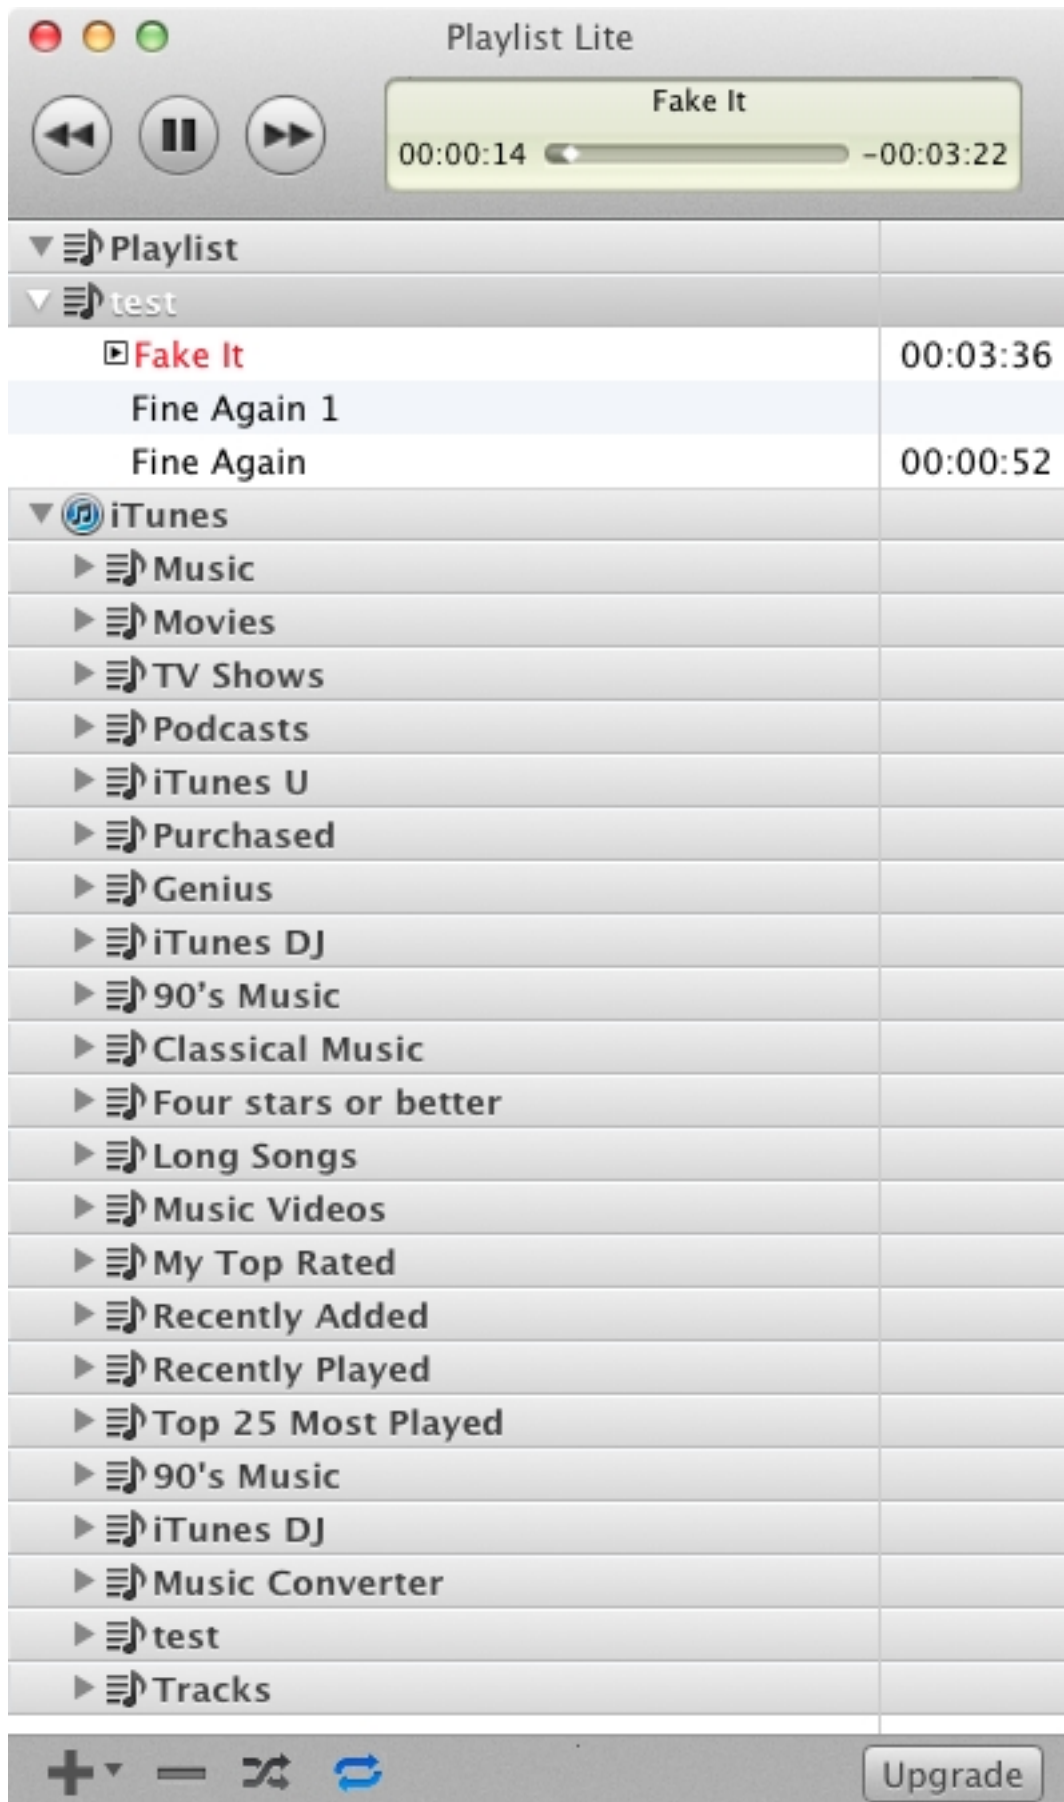 Playlist Lite
Fake It
00:00:14 -00:03:22
Playlist
test
Fake It 00:03:36
Fine Again 1
Fine Again 00:00:52
iTunes
Music
Movies
TV Shows
Podcasts
iTunes U
Purchased
Genius
iTunes DJ
90's Music
Classical Music
Four stars or better
Long Songs
Music Videos
My Top Rated
Recently Added
Recently Played
Top 25 Most Played
90's Music
iTunes DJ
Music Converter
test
Tracks
Upgrade